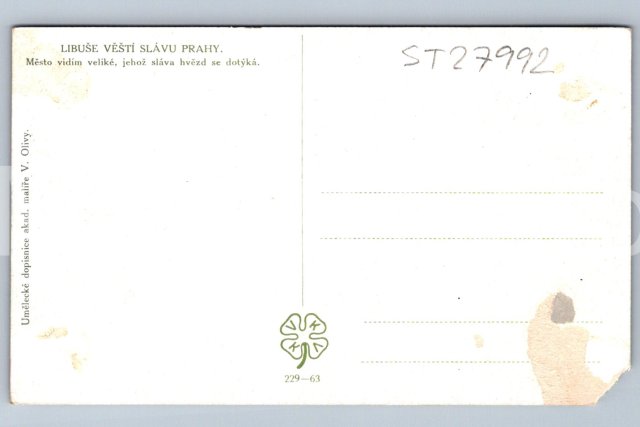 LIBUŠE VĚŠTÍ SLÁVU PRAHY.
Město vidím veliké, jehož sláva hvězd se dotýká.
ST27992
Umělecké dopisnice akad. malíře V. Olivy.
V K K A
229—63